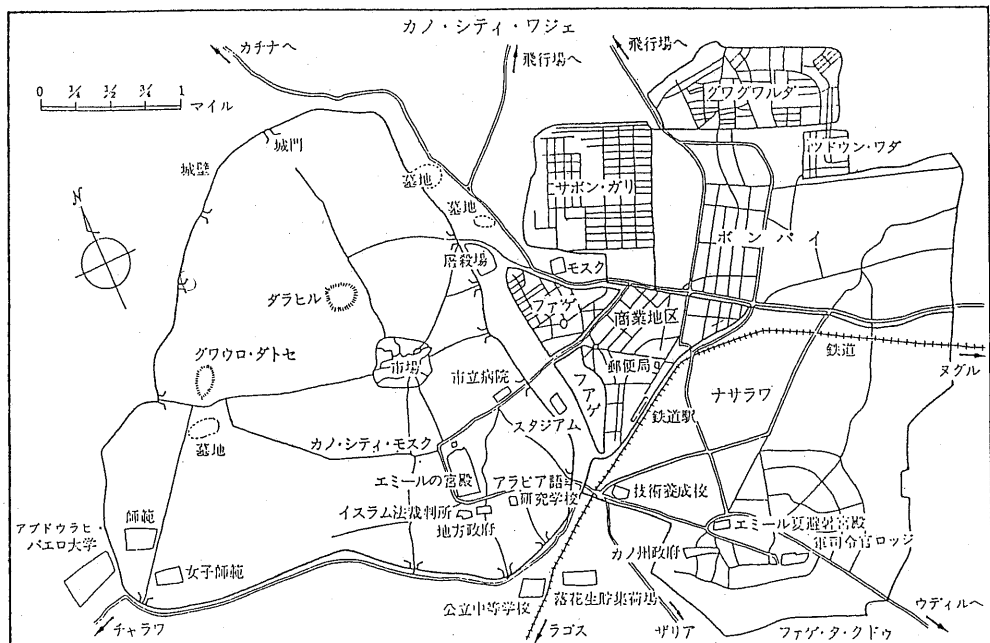 カノ・シティ・ワジェ
カチナへ
飛行場へ
飛行場へ
0 ¼ ½ ¾ 1
マイル
グワグワルダ
城門
城壁
墓地
サボン・ガリ
ツドウン・ワダ
N
墓地
ボンバイ
屠殺場
モスク
ダラヒル
ファゲ
商業地区
グワウロ・ダトセ
市場
郵便局
鉄道
ヌグル
市立病院
ファゲ
ナサラワ
スタジアム
鉄道駅
墓地
カノ・シティ・モスク
エミールの宮殿
アラビア語
研究学校
技術養成校
イスラム法裁判所
地方政府
エミール夏避暑宮殿
軍司令官ロッジ
師範
アブドウラヒ・
バエロ大学
カノ州政府
女子師範
公立中等学校
落花生貯集荷場
ウディルへ
チャラワ
ラゴス
ザリア
ファゲ・タ・クドゥ